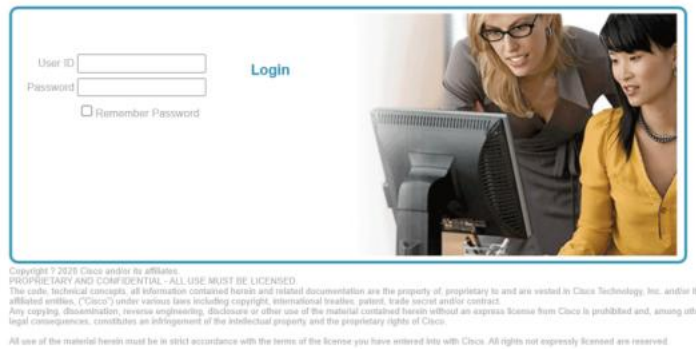 User ID
Login
Password
Remember Password
Copyright ? 2020 Cisco and/or its affiliates.
PROPRIETARY AND CONFIDENTIAL - ALL USE MUST BE LICENSED.
The code, technical concepts, all information contained herein and related documentation are the property of, proprietary to and are vested in Cisco Technology, Inc. and/or
affiliated entities, ("Cisco") under various laws including copyright, international treaties, patent, trade secret and/or contract.
Any copying, dissemination, reverse engineering, disclosure or other use of the material contained herein without an express license from Cisco is prohibited and, among
legal consequences, constitutes an infringement of the intellectual property and the proprietary rights of Cisco.
All use of the material herein must be in strict accordance with the terms of the license you have entered into with Cisco. All rights not expressly licensed are reserved.